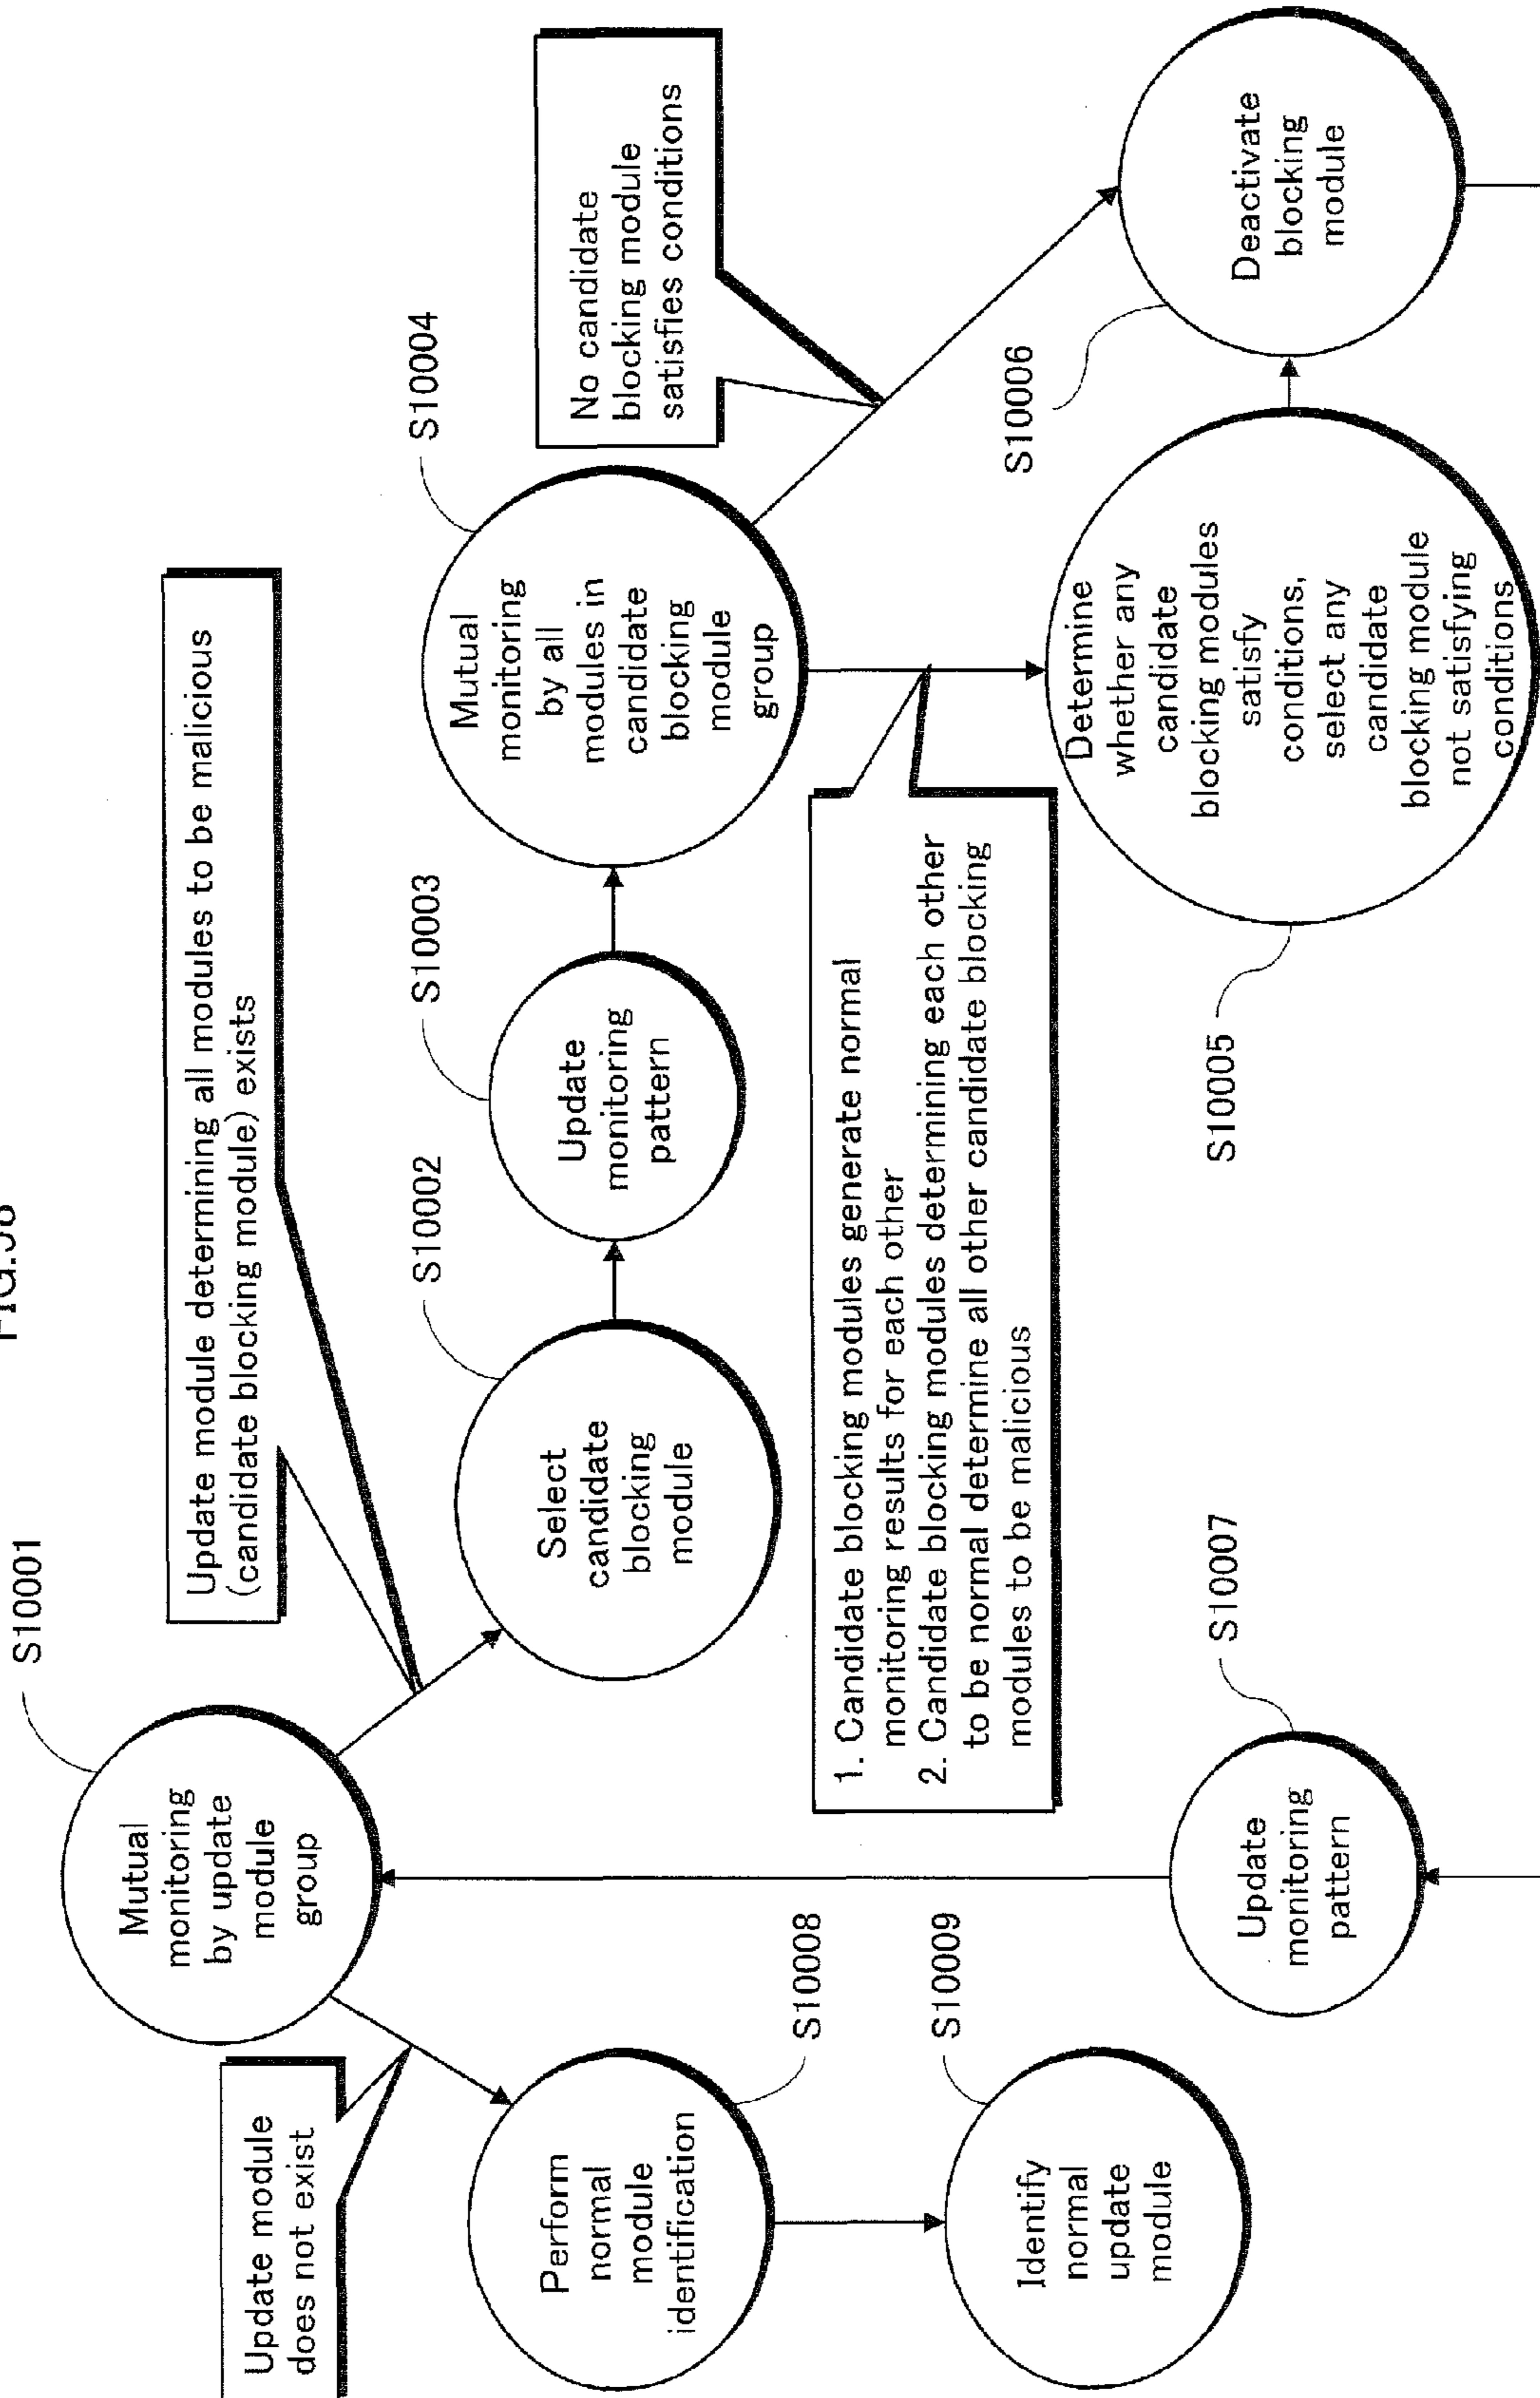 FIG.58
S10001
Mutual
monitoring
by update
module
group
Update module determining all modules to be malicious
(candidate blocking module) exists
Update module
does not exist
S10002
Select
candidate
blocking
module
S10003
Update
monitoring
pattern
S10004
Mutual
monitoring
by all
modules in
candidate
blocking
module
group
No candidate
blocking module
satisfies conditions
S10008
Perform
normal
module
identification
1. Candidate blocking modules generate normal
monitoring results for each other
2. Candidate blocking modules determining each other
to be normal determine all other candidate blocking
modules to be malicious
S10009
Identify
normal
update
module
S10007
Update
monitoring
pattern
S10005
Determine
whether any
candidate
blocking modules
satisfy
conditions,
select any
candidate
blocking module
not satisfying
conditions
S10006
Deactivate
blocking
module